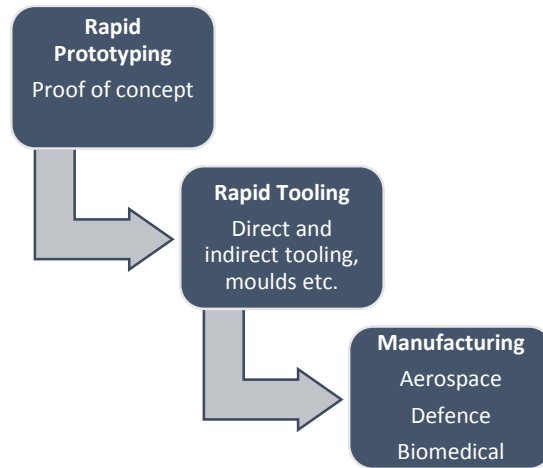 Rapid
Prototyping
Proof of concept
Rapid Tooling
Direct and
indirect tooling,
moulds etc.
Manufacturing
Aerospace
Defence
Biomedical